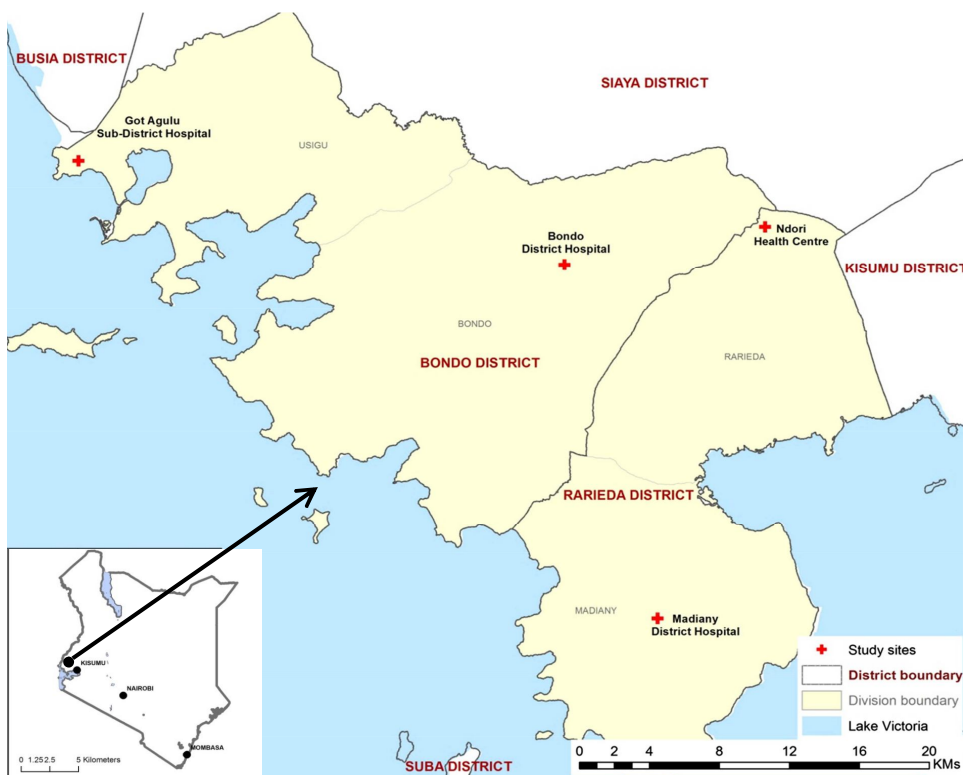 BUSIA DISTRICT
SIAYA DISTRICT
Got Agulu
Sub-District Hospital
USIGU
Bondo
District Hospital
Ndori
Health Centre
KISUMU DISTRICT
BONDO
BONDO DISTRICT
RARIEDA
RARIEDA DISTRICT
MADIANY
Madiany
District Hospital
SUBA DISTRICT
KISUMU
NAIROBI
MOMBASA
0 1.252.5 5 Kilometers
Study sites
District boundary
Division boundary
Lake Victoria
0 2 4 8 12 16 20
KMs